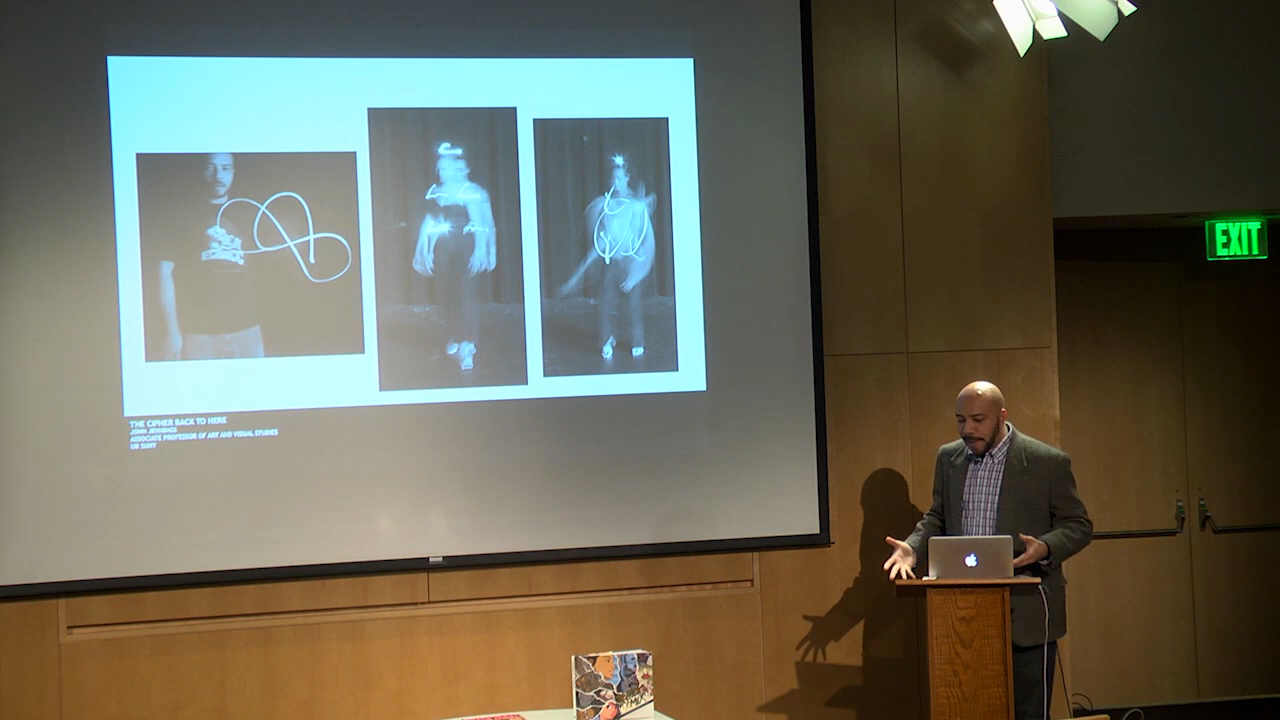 THE CIPHER BACK TO HERE
JOHN JENNINGS
ASSOCIATE PROFESSOR OF ART AND VISUAL STUDIES
UB SUNY
EXIT